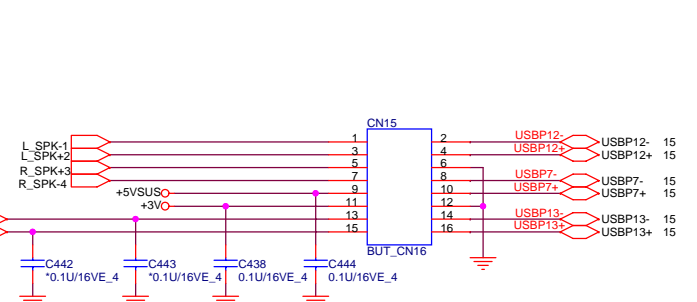 CN15
L_SPK-1 1 2 USBP12- USBP12- 15
L_SPK+2 3 4 USBP12+ USBP12+ 15
R_SPK+3 5 6
R_SPK-4 7 8 USBP7- USBP7- 15
+5VSUS 9 10 USBP7+ USBP7+ 15
+3V 11 12
13 14 USBP13- USBP13- 15
15 16 USBP13+ USBP13+ 15
BUT_CN16
C442 C443 C438 C444
*0.1U/16VE_4 *0.1U/16VE_4 0.1U/16VE_4 0.1U/16VE_4